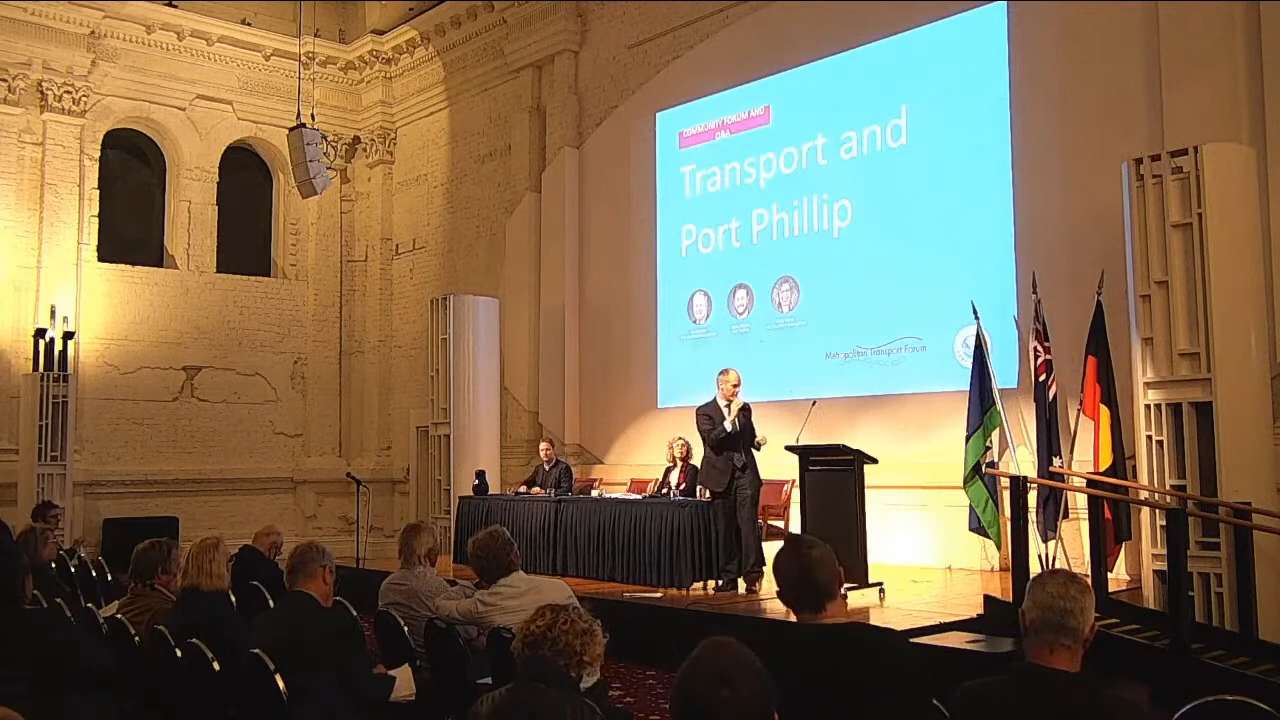 COMMUNITY FORUM AND
Q&A
Transport and
Port Phillip
Metropolitan Transport Forum